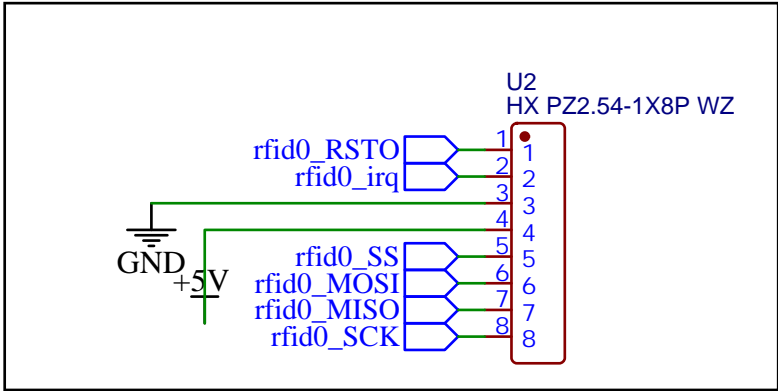 U2
HX PZ2.54-1X8P WZ
rfid0_RSTO 1 1
rfid0_irq 2 2
3 3
4 4
GND
+5V
rfid0_SS 5 5
rfid0_MOSI 6 6
rfid0_MISO 7 7
rfid0_SCK 8 8